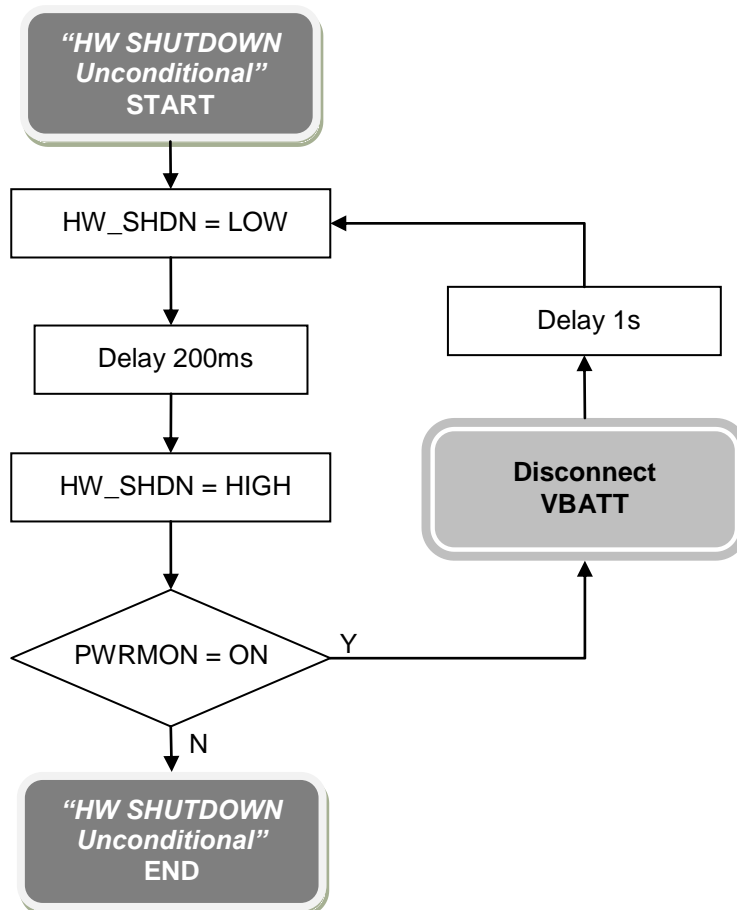 “HW SHUTDOWN
Unconditional”
START
HW_SHDN = LOW
Delay 200ms
HW_SHDN = HIGH
PWRMON = ON
Y
N
Delay 1s
Disconnect
VBATT
“HW SHUTDOWN
Unconditional”
END